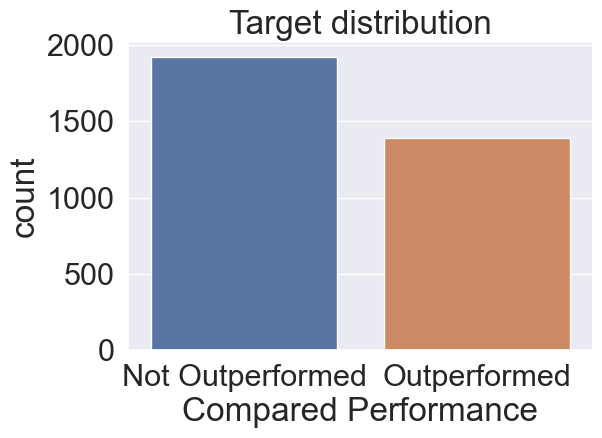 Target distribution
2000
1500
1000
500
0
count
Not Outperformed
Outperformed
Compared Performance